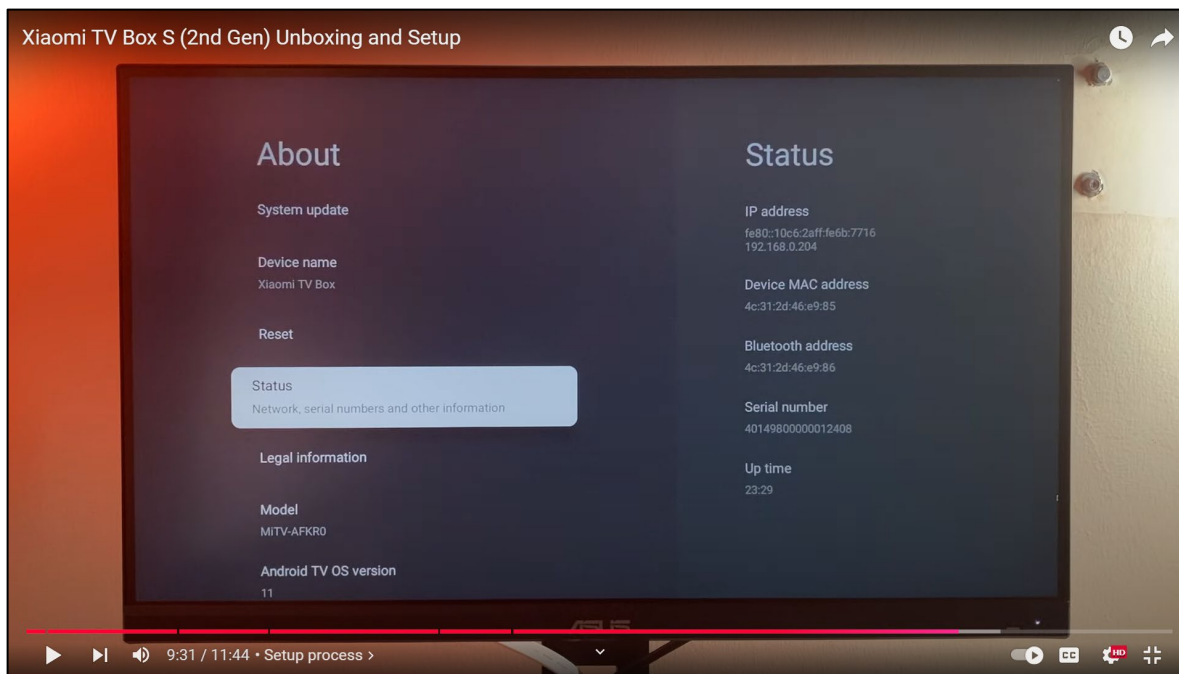 Xiaomi TV Box S (2nd Gen) Unboxing and Setup
About
System update
Device name
Xiaomi TV Box
Reset
Status
Network, serial numbers and other information
Legal information
Model
MiTV-AFKR0
Android TV OS version
11
Status
IP address
fe80::10c6:2aff:fe6b:7716
192.168.0.204
Device MAC address
4c:31:2d:46:e9:85
Bluetooth address
4c:31:2d:46:e9:86
Serial number
40149800000012408
Up time
23:29
ASUS
9:31 / 11:44 • Setup process >
CC
HD